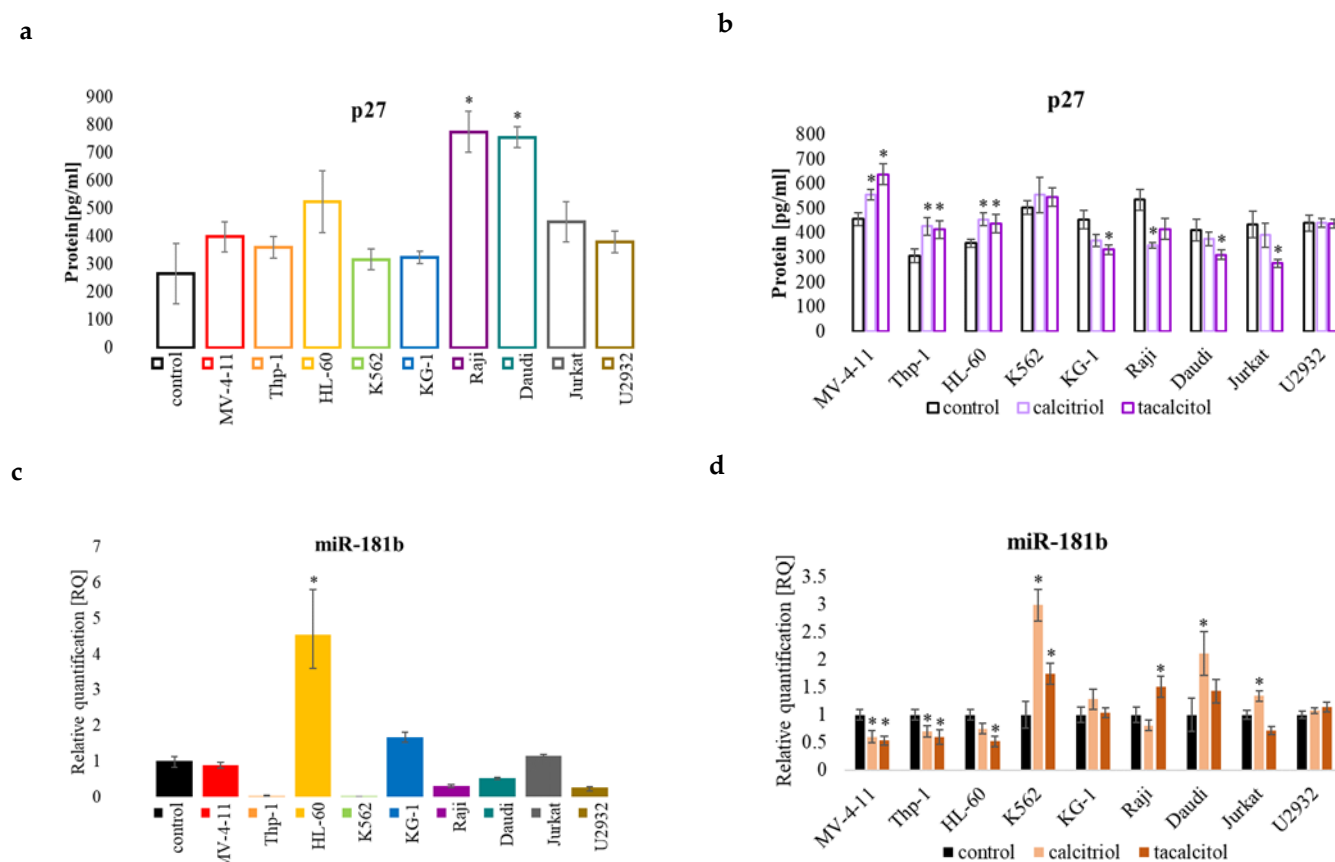 a
p27
Protein[pg/ml]
900
800
700
600
500
400
300
200
100
0
* *
control
MV-4-11
Thp-1
HL-60
K562
KG-1
Raji
Daudi
Jurkat
U2932
b
p27
Protein [pg/ml]
800
700
600
500
400
300
200
100
0
* *
* *
* *
*
*
*
*
MV-4-11
Thp-1
HL-60
K562
KG-1
Raji
Daudi
Jurkat
U2932
control calcitriol tacalcitol
c
miR-181b
Relative quantification [RQ]
7
6
5
4
3
2
1
0
*
control
MV-4-11
Thp-1
HL-60
K562
KG-1
Raji
Daudi
Jurkat
U2932
d
miR-181b
Relative quantification [RQ]
3.5
3
2.5
2
1.5
1
0.5
0
* *
* *
*
* *
*
*
*
MV-4-11
Thp-1
HL-60
K562
KG-1
Raji
Daudi
Jurkat
U2932
control calcitriol tacalcitol